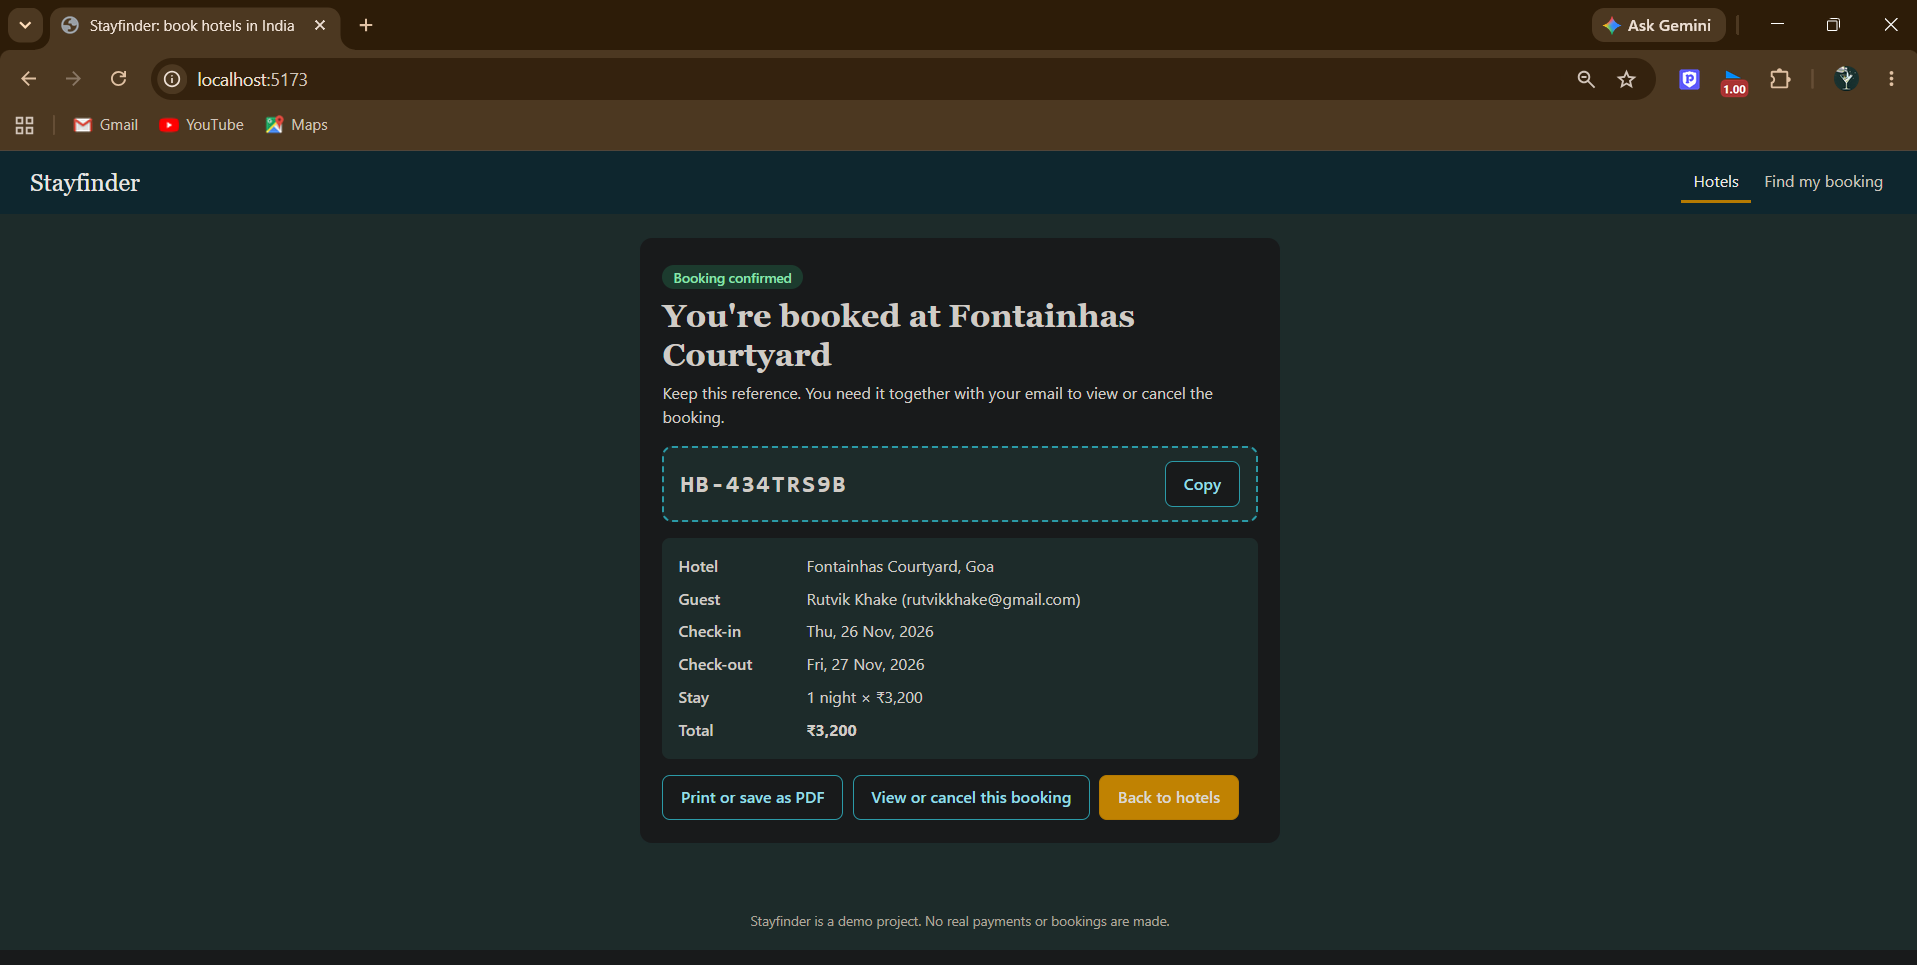 Stayfinder: book hotels in India
Ask Gemini
localhost:5173
1.00
Gmail
YouTube
Maps
Stayfinder
Hotels
Find my booking
Booking confirmed
You're booked at Fontainhas
Courtyard
Keep this reference. You need it together with your email to view or cancel the
booking.
HB-434TRS9B
Copy
Hotel Fontainhas Courtyard, Goa
Guest Rutvik Khake (rutvikkhake@gmail.com)
Check-in Thu, 26 Nov, 2026
Check-out Fri, 27 Nov, 2026
Stay 1 night × ₹3,200
Total ₹3,200
Print or save as PDF
View or cancel this booking
Back to hotels
Stayfinder is a demo project. No real payments or bookings are made.